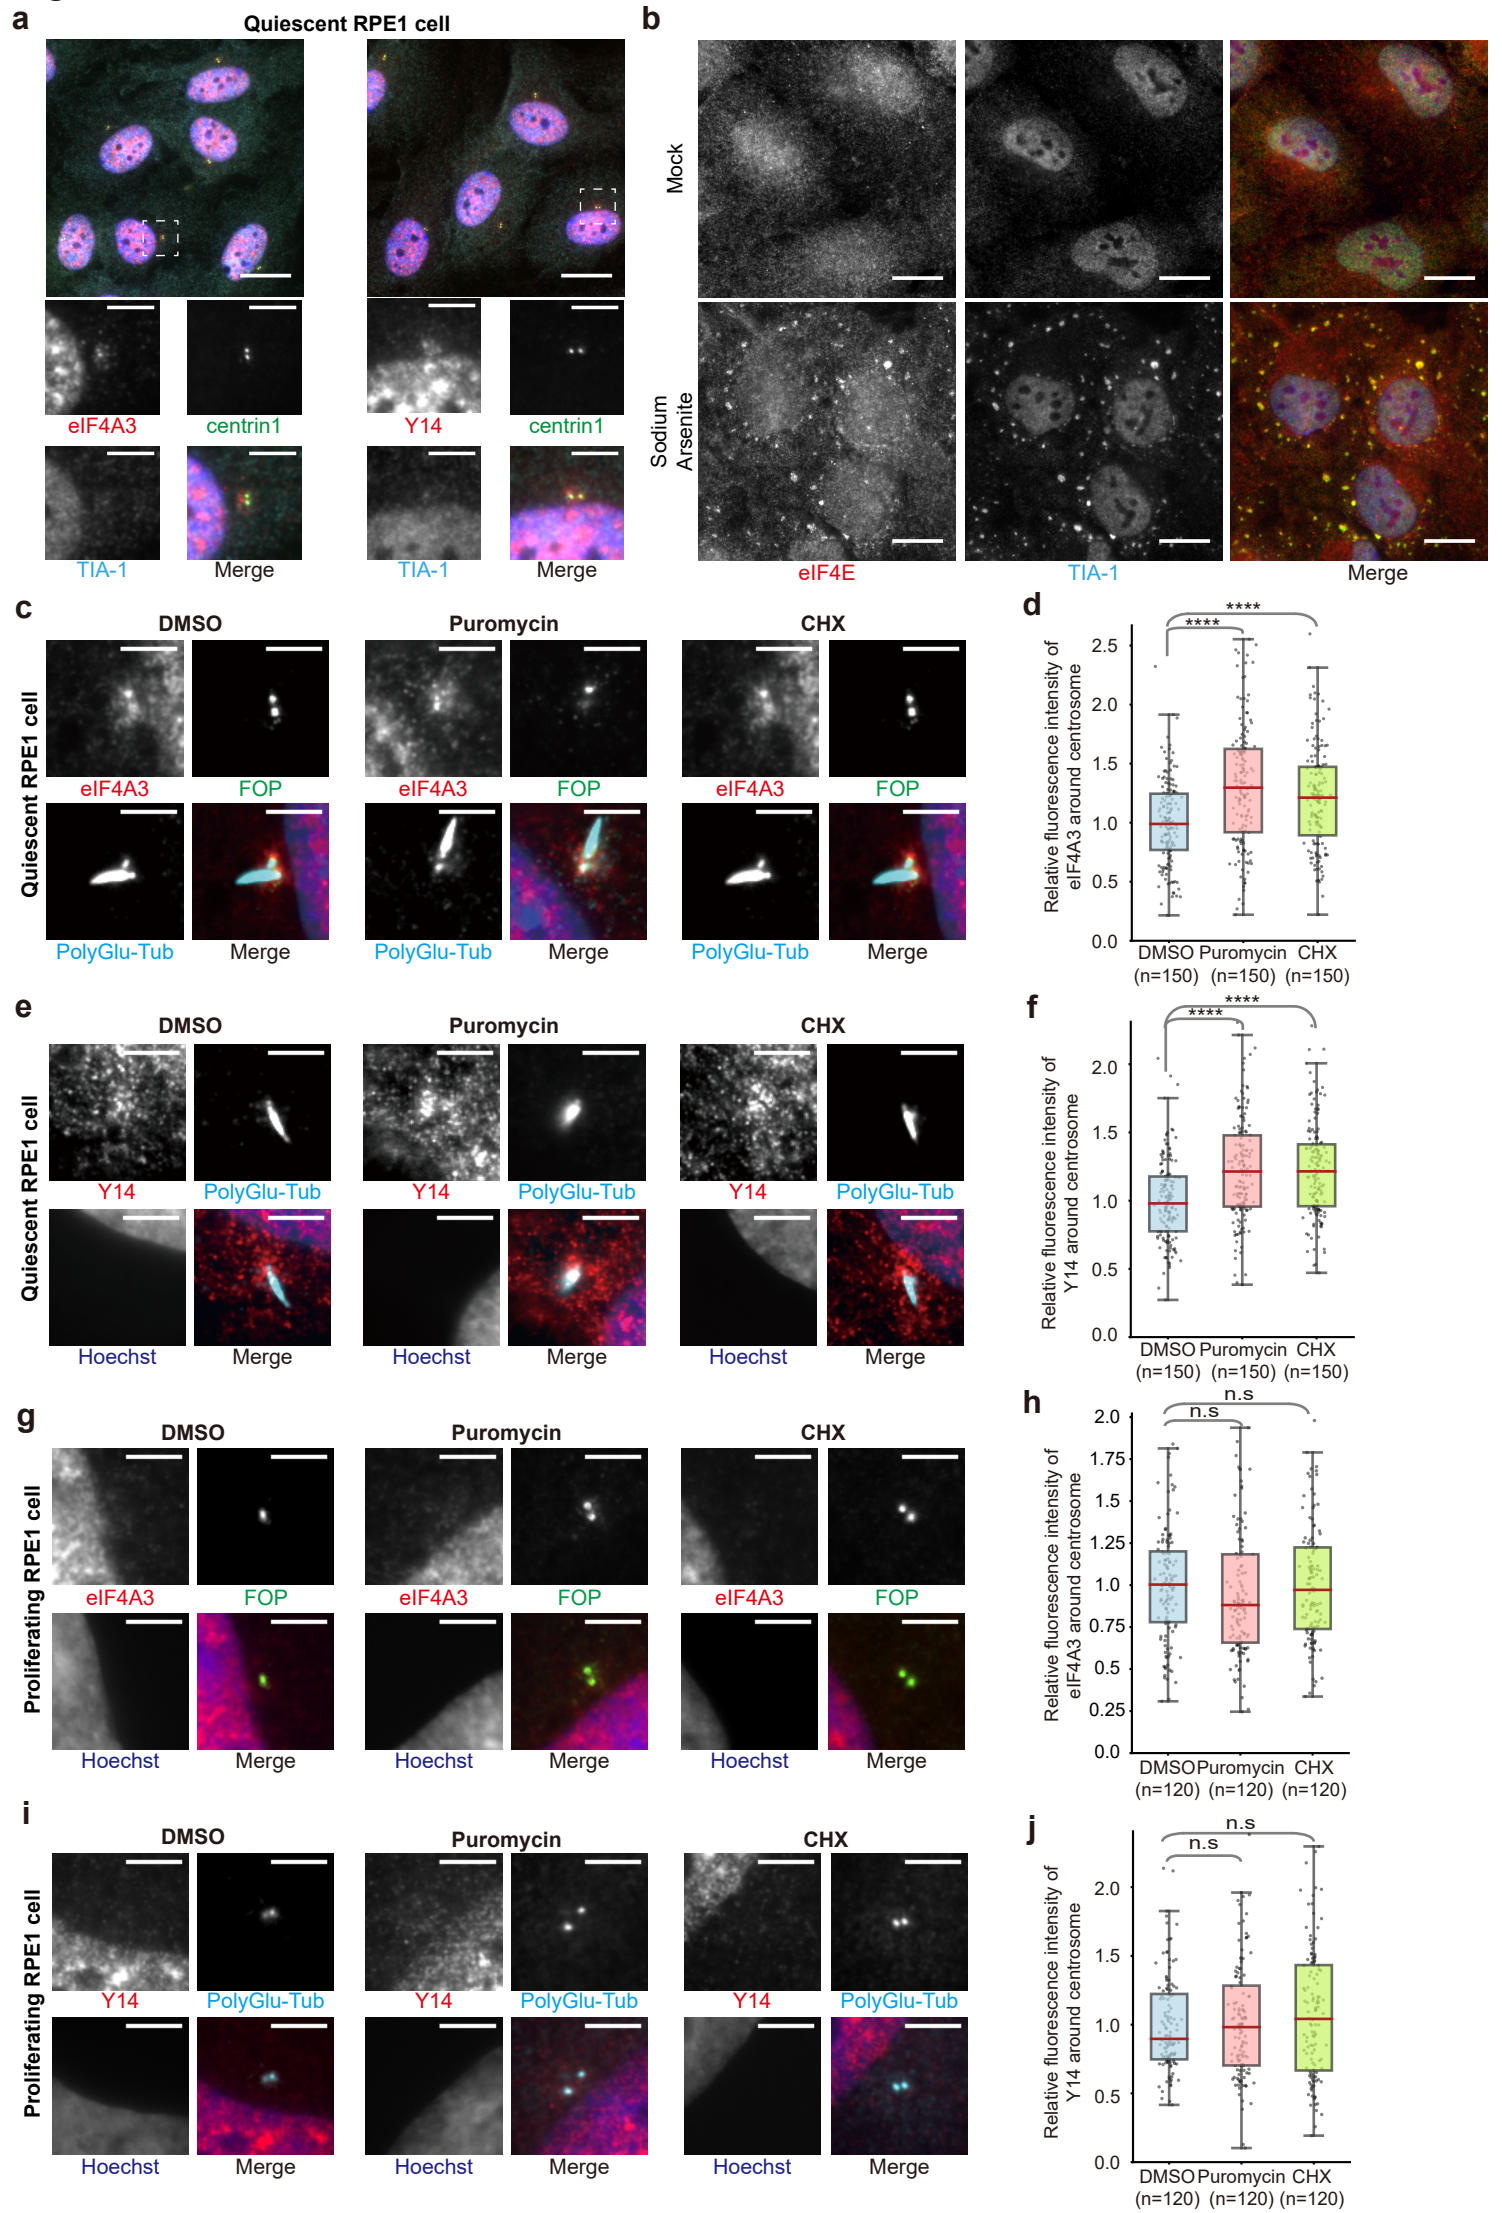 a
Quiescent RPE1 cell
eIF4A3
centrin1
Y14
centrin1
TIA-1
Merge
TIA-1
Merge
b
Mock
Sodium
Arsenite
eIF4E
TIA-1
Merge
c
DMSO
Puromycin
CHX
Quiescent RPE1 cell
eIF4A3
FOP
eIF4A3
FOP
eIF4A3
FOP
PolyGlu-Tub
Merge
PolyGlu-Tub
Merge
PolyGlu-Tub
Merge
d
****
****
Relative fluorescence intensity of
eIF4A3 around centrosome
2.5
2.0
1.5
1.0
0.5
0.0
DMSO Puromycin CHX
(n=150) (n=150) (n=150)
e
DMSO
Puromycin
CHX
Quiescent RPE1 cell
Y14
PolyGlu-Tub
Y14
PolyGlu-Tub
Y14
PolyGlu-Tub
Hoechst
Merge
Hoechst
Merge
Hoechst
Merge
f
****
****
Relative fluorescence intensity of
Y14 around centrosome
2.0
1.5
1.0
0.5
0.0
DMSO Puromycin CHX
(n=150) (n=150) (n=150)
g
DMSO
Puromycin
CHX
Proliferating RPE1 cell
eIF4A3
FOP
eIF4A3
FOP
eIF4A3
FOP
Hoechst
Merge
Hoechst
Merge
Hoechst
Merge
h
n.s
n.s
Relative fluorescence intensity of
eIF4A3 around centrosome
2.0
1.75
1.5
1.25
1.0
0.75
0.5
0.25
0.0
DMSO Puromycin CHX
(n=120) (n=120) (n=120)
i
DMSO
Puromycin
CHX
Proliferating RPE1 cell
Y14
PolyGlu-Tub
Y14
PolyGlu-Tub
Y14
PolyGlu-Tub
Hoechst
Merge
Hoechst
Merge
Hoechst
Merge
j
n.s
n.s
Relative fluorescence intensity of
Y14 around centrosome
2.0
1.5
1.0
0.5
0.0
DMSO Puromycin CHX
(n=120) (n=120) (n=120)